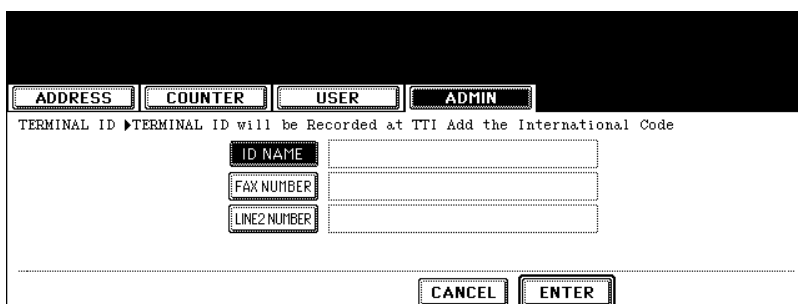 ADDRESS COUNTER USER ADMIN
TERMINAL ID ▶TERMINAL ID will be Recorded at TTI Add the International Code
ID NAME
FAX NUMBER
LINE2 NUMBER
CANCEL ENTER